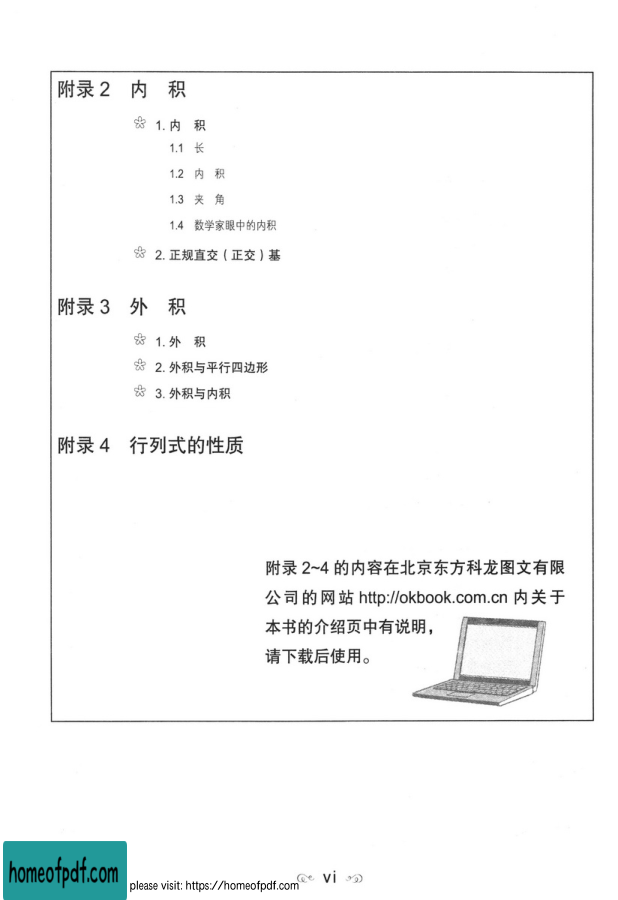 附录2 内 积
1. 内 积
1.1 长
1.2 内 积
1.3 夹 角
1.4 数学家眼中的内积
2. 正规直交（正交）基
附录3 外 积
1. 外 积
2. 外积与平行四边形
3. 外积与内积
附录4 行列式的性质
附录 2~4 的内容在北京东方科龙图文有限
公司的网站 http://okbook.com.cn 内关于
本书的介绍页中有说明，
请下载后使用。
vi
homeofpdf.com
please visit: https://homeofpdf.com